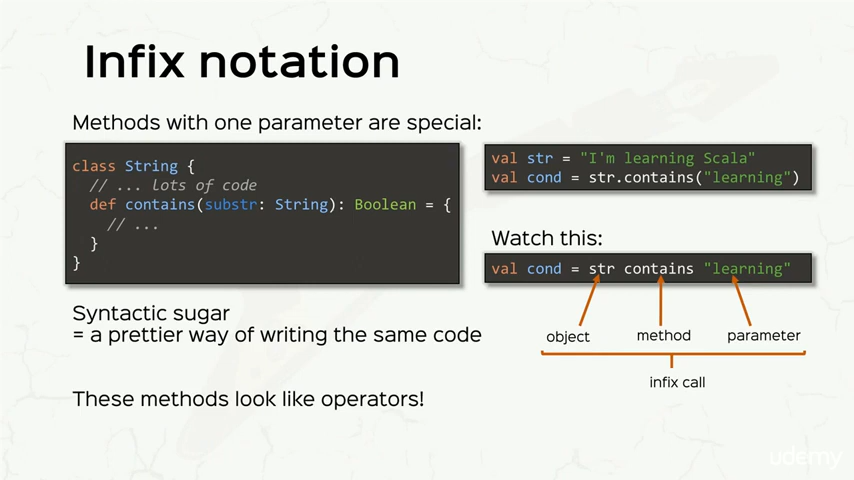 Infix notation
Methods with one parameter are special:
class String {
  // ... lots of code
  def contains(substr: String): Boolean = {
    // ...
  }
}
Syntactic sugar
= a prettier way of writing the same code
These methods look like operators!
val str = "I'm learning Scala"
val cond = str.contains("learning")
Watch this:
val cond = str contains "learning"
object method parameter
infix call
udemy